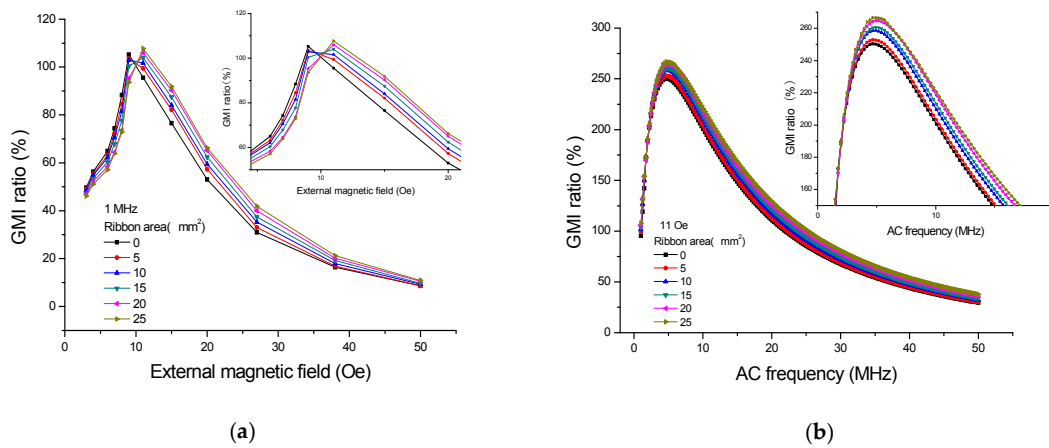 120
100
80
60
40
20
0
GMI ratio (%)
0 10 20 30 40 50
External magnetic field (Oe)
1 MHz
Ribbon area( mm²)
0
5
10
15
20
25
120
100
80
60
GMI ratio (%)
10 20
External magnetic field (Oe)
(a)
300
250
200
150
100
50
0
GMI ratio (%)
0 10 20 30 40 50
AC frequency (MHz)
11 Oe
Ribbon area( mm²)
0
5
10
15
20
25
260
240
220
200
180
160
GMI ratio (%)
10
AC frequency (MHz)
(b)